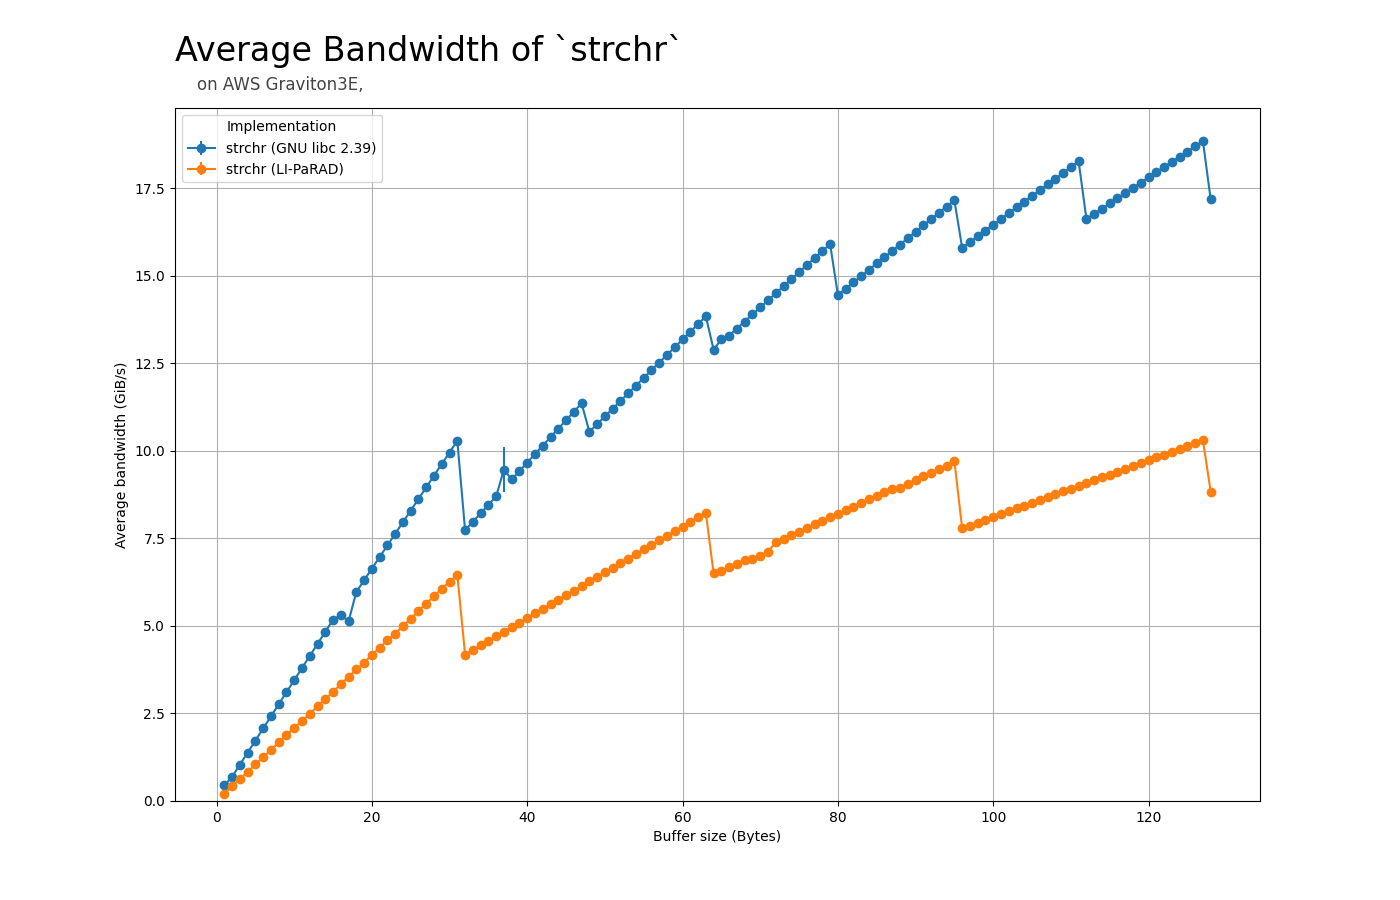 Average Bandwidth of `strchr`
on AWS Graviton3E,
Implementation
strchr (GNU libc 2.39)
strchr (LI-PaRAD)
17.5
15.0
12.5
10.0
7.5
5.0
2.5
0.0
Average bandwidth (GiB/s)
0 20 40 60 80 100 120
Buffer size (Bytes)